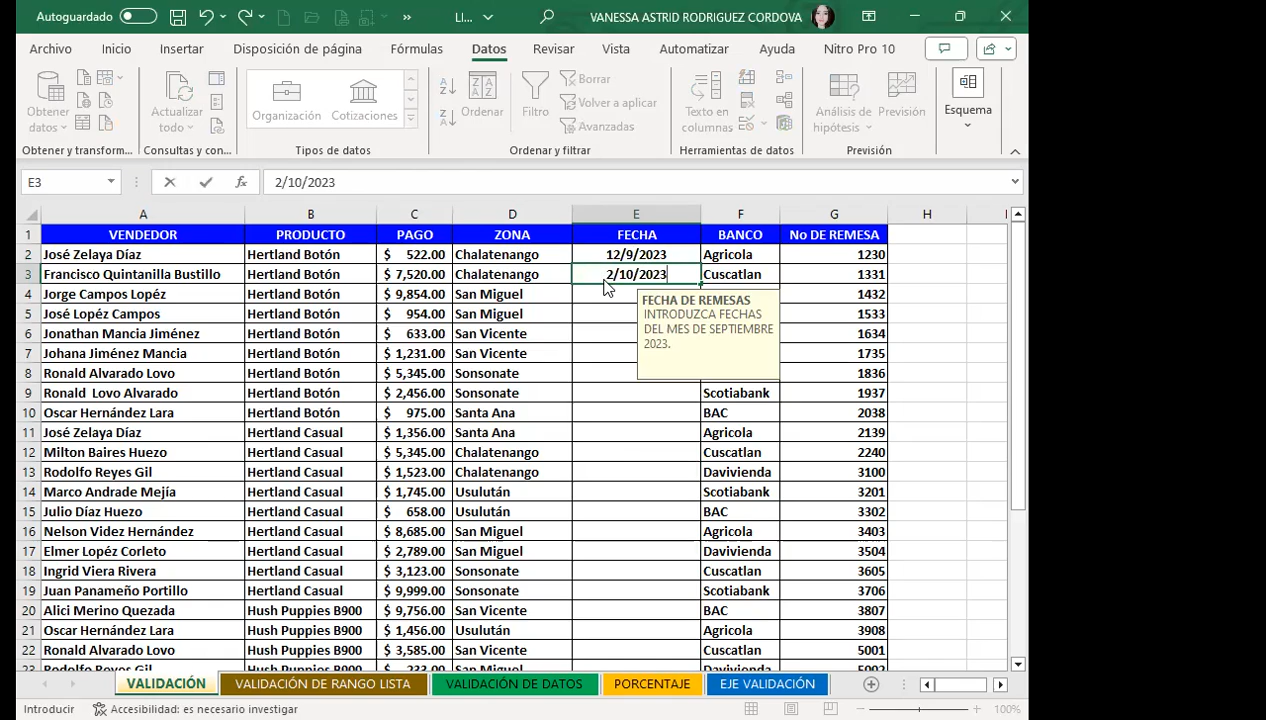 Autoguardado
LI...
VANESSA ASTRID RODRIGUEZ CORDOVA
Archivo Inicio Insertar Disposición de página Fórmulas Datos Revisar Vista Automatizar Ayuda Nitro Pro 10
Obtener datos
Actualizar todo
Organización Cotizaciones
Ordenar
Filtro
Borrar
Volver a aplicar
Avanzadas
Texto en columnas
Análisis de hipótesis
Previsión
Esquema
Obtener y transform... Consultas y con... Tipos de datos Ordenar y filtrar Herramientas de datos Previsión
E3 fx 2/10/2023
A B C D E F G H I
1 VENDEDOR PRODUCTO PAGO ZONA FECHA BANCO No DE REMESA
2 José Zelaya Díaz Hertland Botón $ 522.00 Chalatenango 12/9/2023 Agricola 1230
3 Francisco Quintanilla Bustillo Hertland Botón $ 7,520.00 Chalatenango 2/10/2023 Cuscatlan 1331
4 Jorge Campos Lopéz Hertland Botón $ 9,854.00 San Miguel 1432
5 José Lopéz Campos Hertland Botón $ 954.00 San Miguel 1533
6 Jonathan Mancia Jiménez Hertland Botón $ 633.00 San Vicente 1634
7 Johana Jiménez Mancia Hertland Botón $ 1,231.00 San Vicente 1735
8 Ronald Alvarado Lovo Hertland Botón $ 5,345.00 Sonsonate 1836
9 Ronald Lovo Alvarado Hertland Botón $ 2,456.00 Sonsonate Scotiabank 1937
10 Oscar Hernández Lara Hertland Botón $ 975.00 Santa Ana BAC 2038
11 José Zelaya Díaz Hertland Casual $ 1,356.00 Santa Ana Agricola 2139
12 Milton Baires Huezo Hertland Casual $ 5,345.00 Chalatenango Cuscatlan 2240
13 Rodolfo Reyes Gil Hertland Casual $ 1,523.00 Chalatenango Davivienda 3100
14 Marco Andrade Mejía Hertland Casual $ 1,745.00 Usulután Scotiabank 3201
15 Julio Díaz Huezo Hertland Casual $ 658.00 Usulután BAC 3302
16 Nelson Videz Hernández Hertland Casual $ 8,685.00 San Miguel Agricola 3403
17 Elmer Lopéz Corleto Hertland Casual $ 2,789.00 San Miguel Davivienda 3504
18 Ingrid Viera Rivera Hertland Casual $ 3,123.00 Sonsonate Cuscatlan 3605
19 Juan Panameño Portillo Hertland Casual $ 9,999.00 Sonsonate Scotiabank 3706
20 Alici Merino Quezada Hush Puppies B900 $ 9,756.00 San Vicente BAC 3807
21 Oscar Hernández Lara Hush Puppies B900 $ 1,456.00 Usulután Agricola 3908
22 Ronald Alvarado Lovo Hush Puppies B900 $ 3,585.00 San Vicente Cuscatlan 5001
23 Rodolfo Reyes Gil Hush Puppies B900 $ 233.00 San Miguel Davivienda 5002
FECHA DE REMESAS
INTRODUZCA FECHAS
DEL MES DE SEPTIEMBRE
2023.
VALIDACIÓN VALIDACIÓN DE RANGO LISTA VALIDACIÓN DE DATOS PORCENTAJE EJE VALIDACIÓN
Introducir Accesibilidad: es necesario investigar 100%